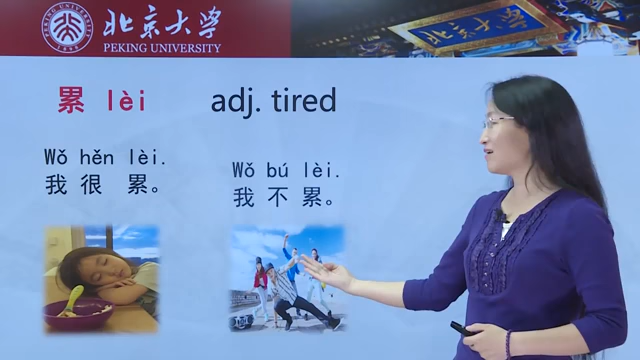 北京大学
PEKING UNIVERSITY
1898
累 lèi adj. tired
Wǒ hěn lèi.
我 很 累。
Wǒ bú lèi.
我 不 累。